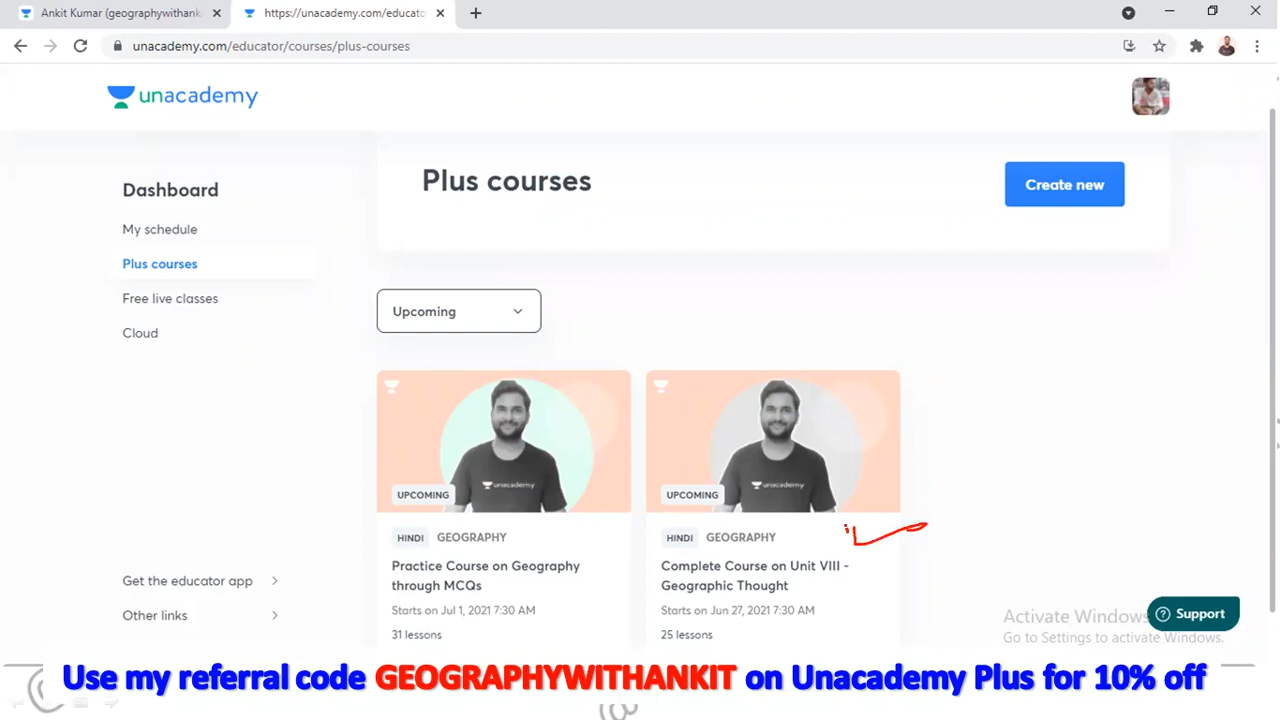 Ankit Kumar (geographywithanki
https://unacademy.com/educato
unacademy.com/educator/courses/plus-courses
unacademy
Plus courses
Create new
Dashboard
My schedule
Plus courses
Free live classes
Cloud
Upcoming
UPCOMING
HINDI GEOGRAPHY
Practice Course on Geography
through MCQs
Starts on Jul 1, 2021 7:30 AM
31 lessons
unacademy
UPCOMING
HINDI GEOGRAPHY
Complete Course on Unit VIII -
Geographic Thought
Starts on Jun 27, 2021 7:30 AM
25 lessons
unacademy
Get the educator app
Other links
Activate Windows
Go to Settings to activate Windows.
Support
Use my referral code GEOGRAPHYWITHANKIT on Unacademy Plus for 10% off